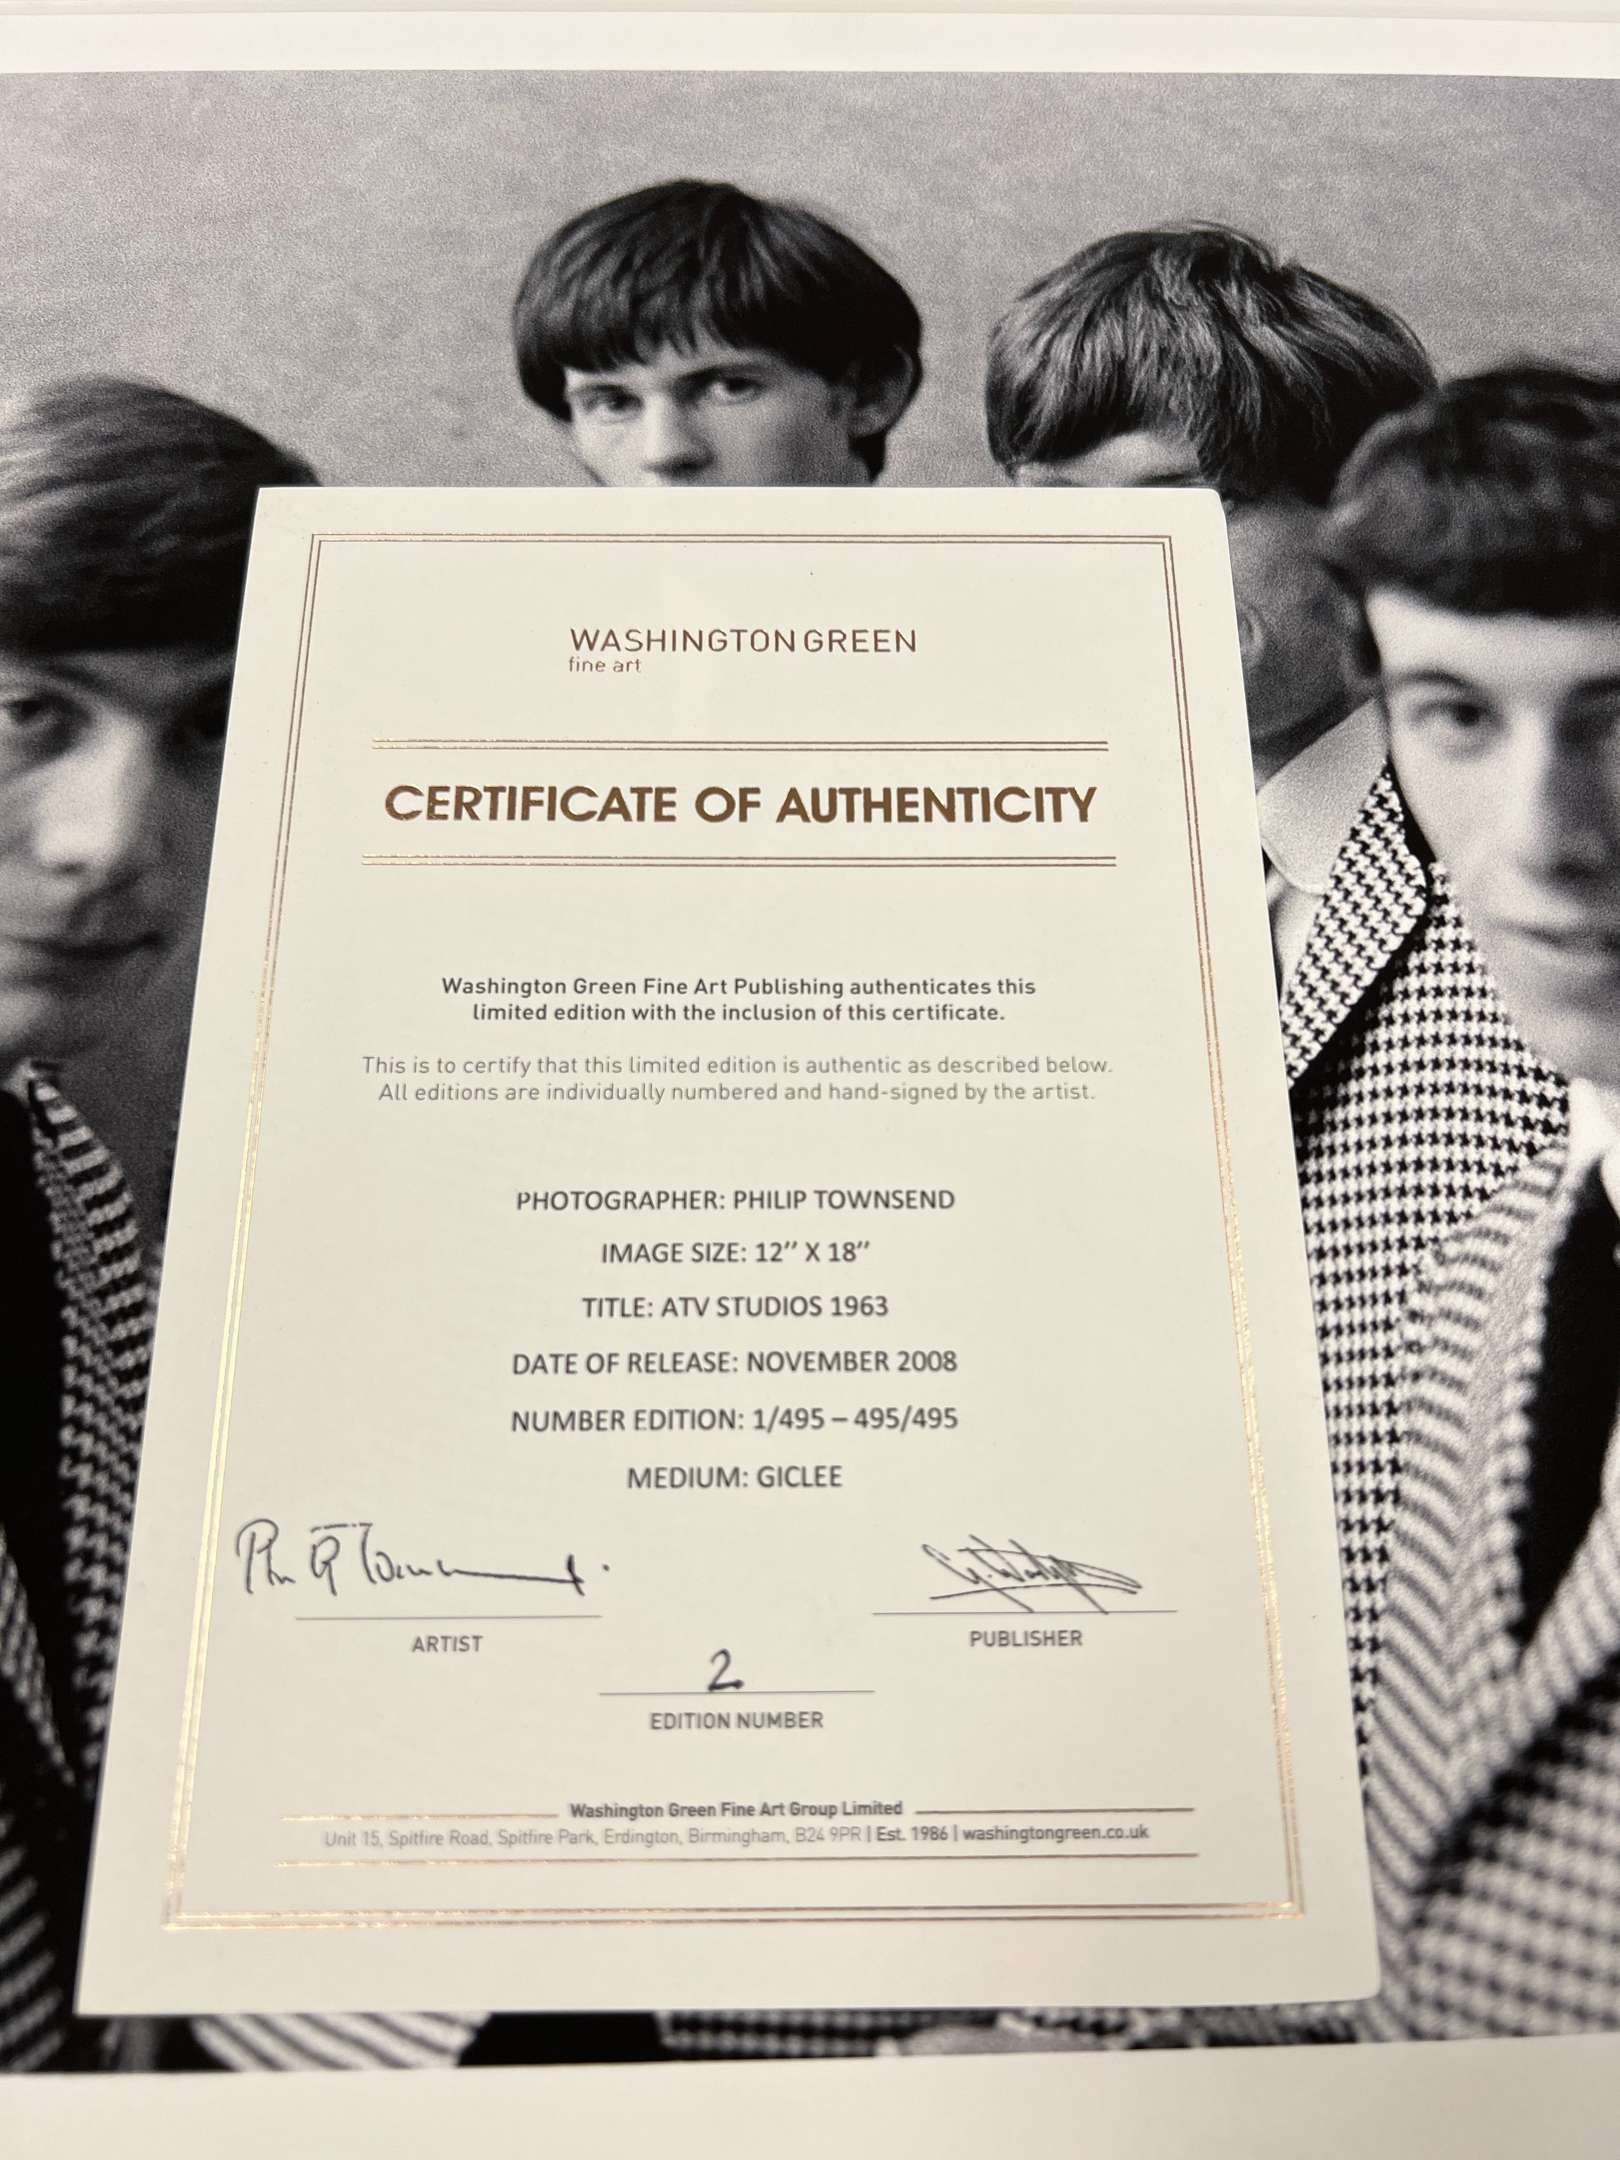 WASHINGTON GREEN
fine art
CERTIFICATE OF AUTHENTICITY
Washington Green Fine Art Publishing authenticates this
limited edition with the inclusion of this certificate.
This is to certify that this limited edition is authentic as described below.
All editions are individually numbered and hand-signed by the artist.
PHOTOGRAPHER: PHILIP TOWNSEND
IMAGE SIZE: 12’’ X 18’’
TITLE: ATV STUDIOS 1963
DATE OF RELEASE: NOVEMBER 2008
NUMBER EDITION: 1/495 – 495/495
MEDIUM: GICLEE
ARTIST
PUBLISHER
2
EDITION NUMBER
Washington Green Fine Art Group Limited
Unit 15, Spitfire Road, Spitfire Park, Erdington, Birmingham, B24 9PR | Est. 1986 | washingtongreen.co.uk